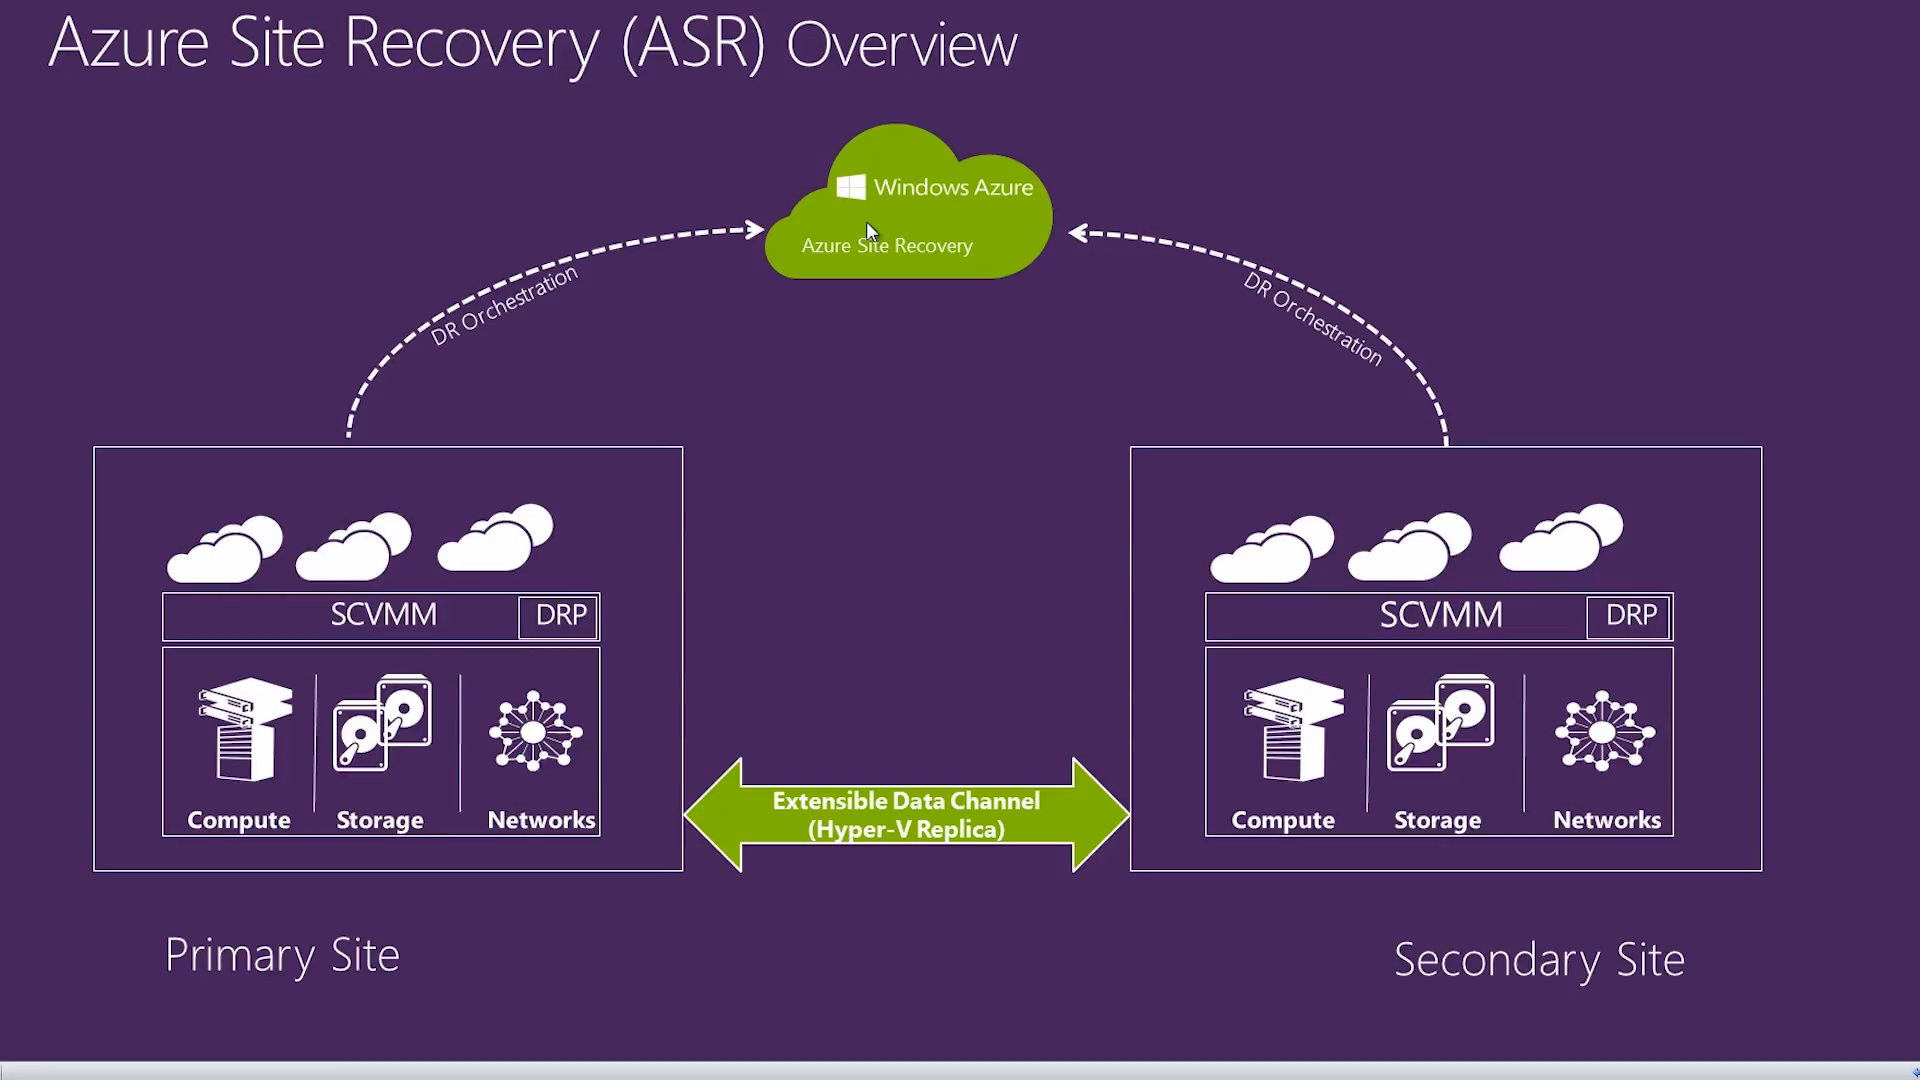 Azure Site Recovery (ASR) Overview
Windows Azure
Azure Site Recovery
DR Orchestration
DR Orchestration
SCVMM
DRP
Compute
Storage
Networks
Extensible Data Channel
(Hyper-V Replica)
SCVMM
DRP
Compute
Storage
Networks
Primary Site
Secondary Site